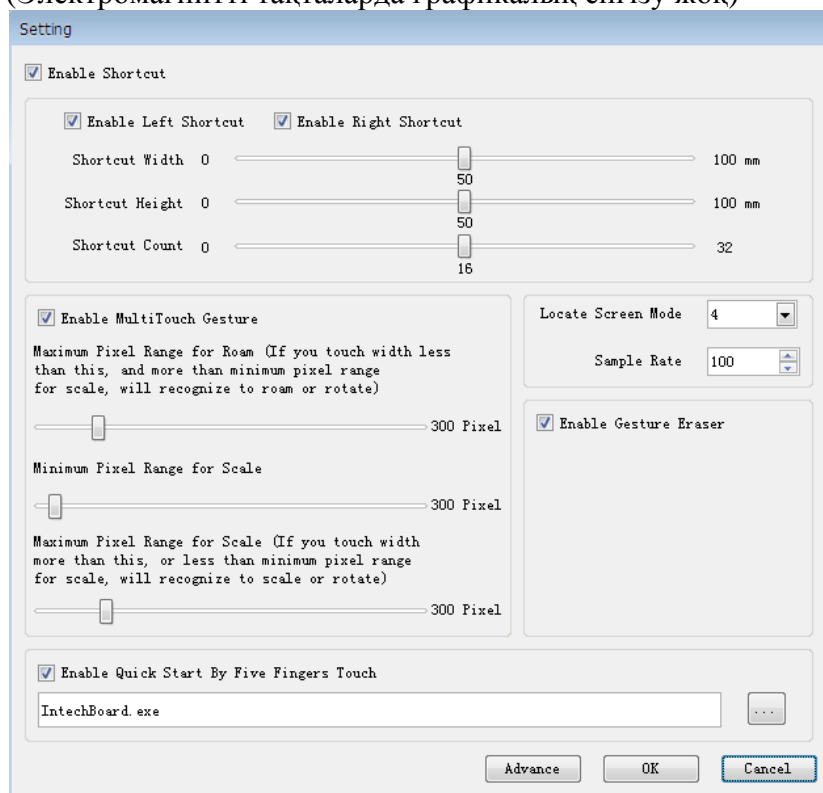 (Электромагнитті тақталарда графикалық енгізу жоқ)
Setting
Enable Shortcut
Enable Left Shortcut Enable Right Shortcut
Shortcut Width 0 100 mm
50
Shortcut Height 0 100 mm
50
Shortcut Count 0 32
16
Enable MultiTouch Gesture
Maximum Pixel Range for Roam (If you touch width less
than this, and more than minimum pixel range
for scale, will recognize to roam or rotate)
300 Pixel
Minimum Pixel Range for Scale
300 Pixel
Maximum Pixel Range for Scale (If you touch width
more than this, or less than minimum pixel range
for scale, will recognize to scale or rotate)
300 Pixel
Locate Screen Mode 4
Sample Rate 100
Enable Gesture Eraser
Enable Quick Start By Five Fingers Touch
IntechBoard.exe ...
Advance OK Cancel